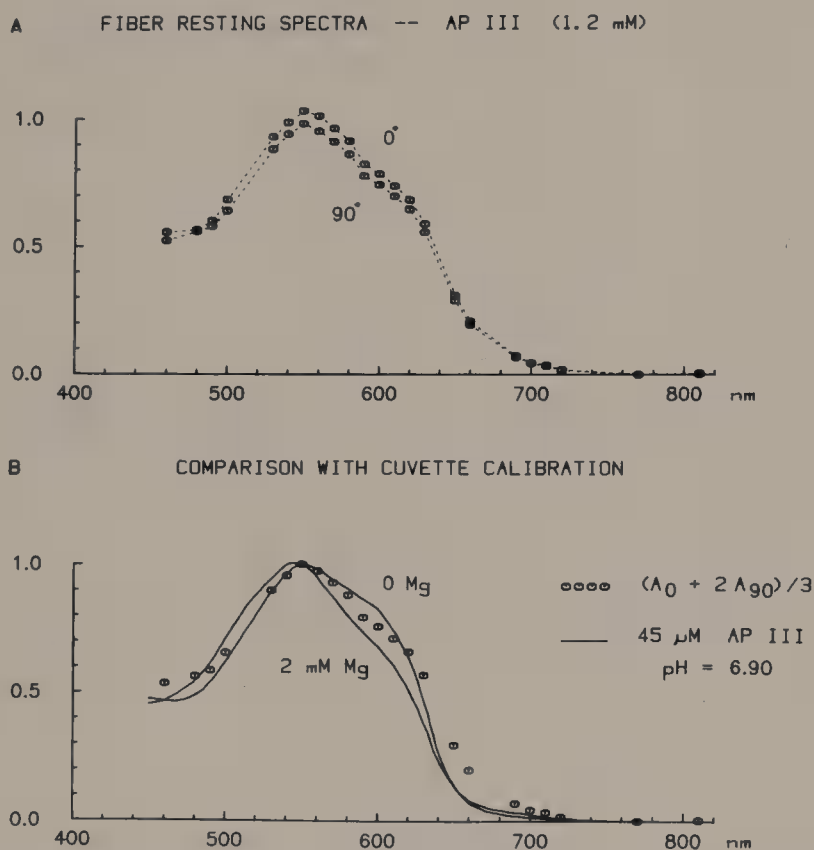 A FIBER RESTING SPECTRA -- AP III (1.2 mM)
1.0
0°
90°
0.5
0.0
400 500 600 700 nm 800
B COMPARISON WITH CUVETTE CALIBRATION
1.0
0 Mg
(A0 + 2 A90)/3
45 µM AP III
pH = 6.90
2 mM Mg
0.5
0.0
400 500 600 700 800 nm